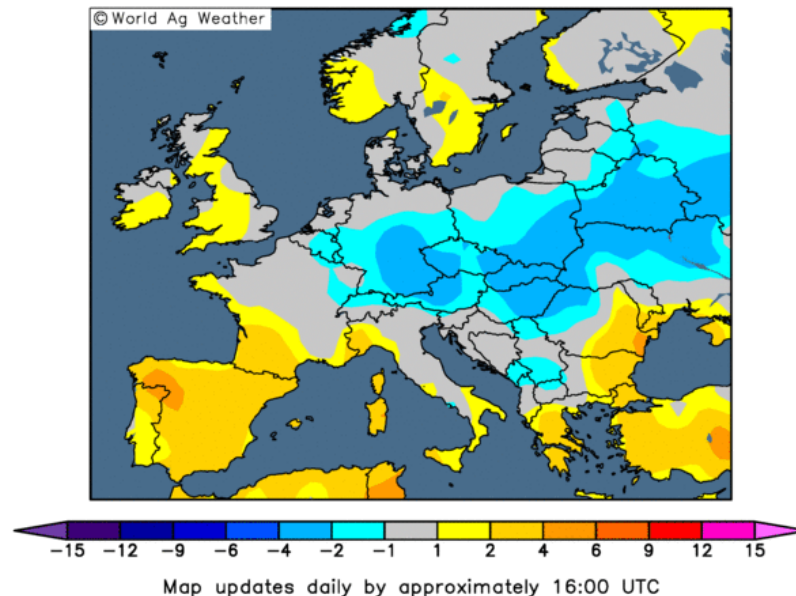 © World Ag Weather
−15 −12 −9 −6 −4 −2 −1 1 2 4 6 9 12 15
Map updates daily by approximately 16:00 UTC